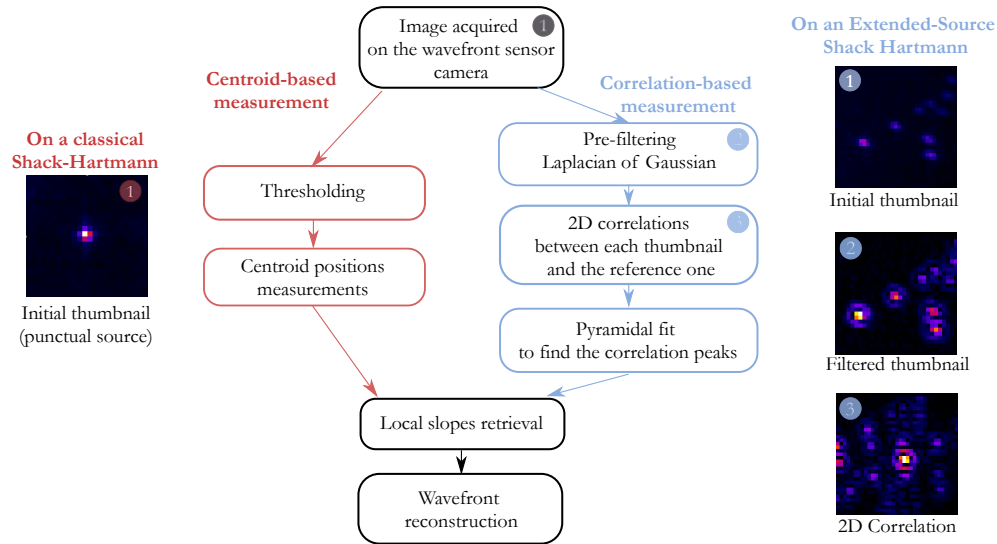 Image acquired
on the wavefront sensor
camera
1
Centroid-based
measurement
Correlation-based
measurement
On a classical
Shack-Hartmann
1
Initial thumbnail
(punctual source)
Thresholding
Centroid positions
measurements
Pre-filtering
Laplacian of Gaussian
2
2D correlations
between each thumbnail
and the reference one
3
Pyramidal fit
to find the correlation peaks
Local slopes retrieval
Wavefront
reconstruction
On an Extended-Source
Shack Hartmann
1
Initial thumbnail
2
Filtered thumbnail
3
2D Correlation